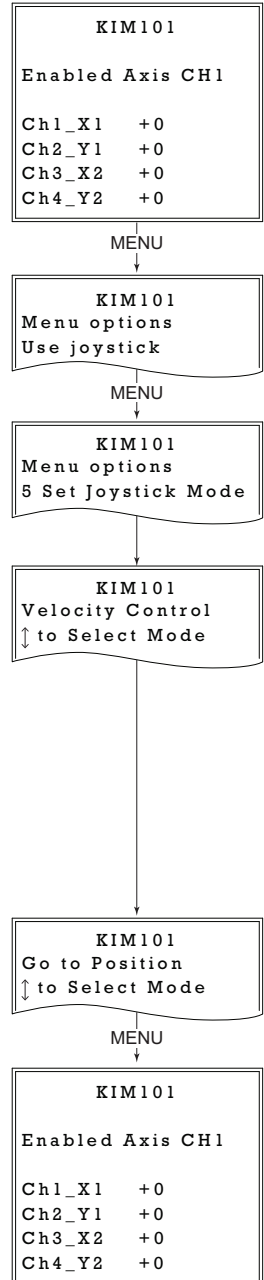 KIM101
Enabled Axis CH1
Ch1_X1 +0
Ch2_Y1 +0
Ch3_X2 +0
Ch4_Y2 +0
MENU
KIM101
Menu options
Use joystick
MENU
KIM101
Menu options
5 Set Joystick Mode
KIM101
Velocity Control
↕ to Select Mode
KIM101
Go to Position
↕ to Select Mode
MENU
KIM101
Enabled Axis CH1
Ch1_X1 +0
Ch2_Y1 +0
Ch3_X2 +0
Ch4_Y2 +0